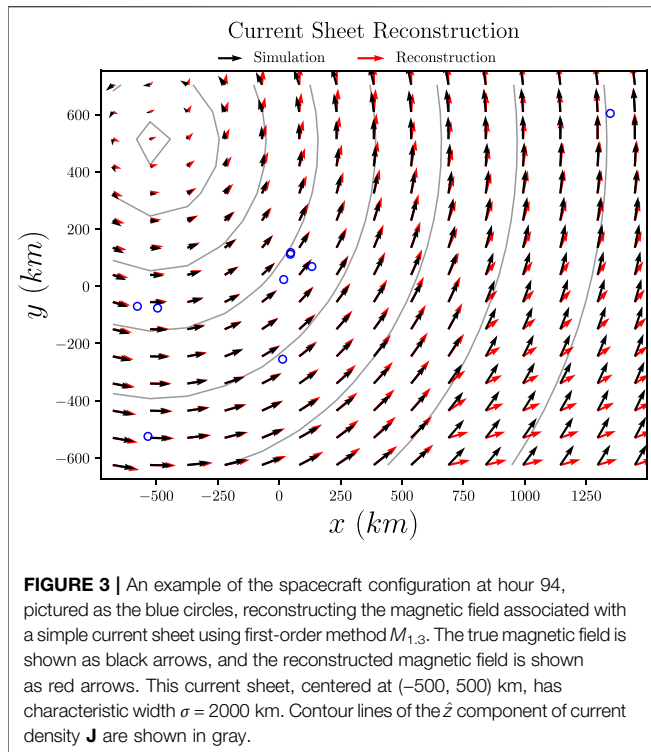 Current Sheet Reconstruction
Simulation Reconstruction
600
400
200
0
−200
−400
−600
y (km)
−500 −250 0 250 500 750 1000 1250
x (km)
FIGURE 3 | An example of the spacecraft configuration at hour 94,
pictured as the blue circles, reconstructing the magnetic field associated with
a simple current sheet using first-order method M1.3. The true magnetic field is
shown as black arrows, and the reconstructed magnetic field is shown
as red arrows. This current sheet, centered at (−500, 500) km, has
characteristic width σ = 2000 km. Contour lines of the ẑ component of current
density J are shown in gray.